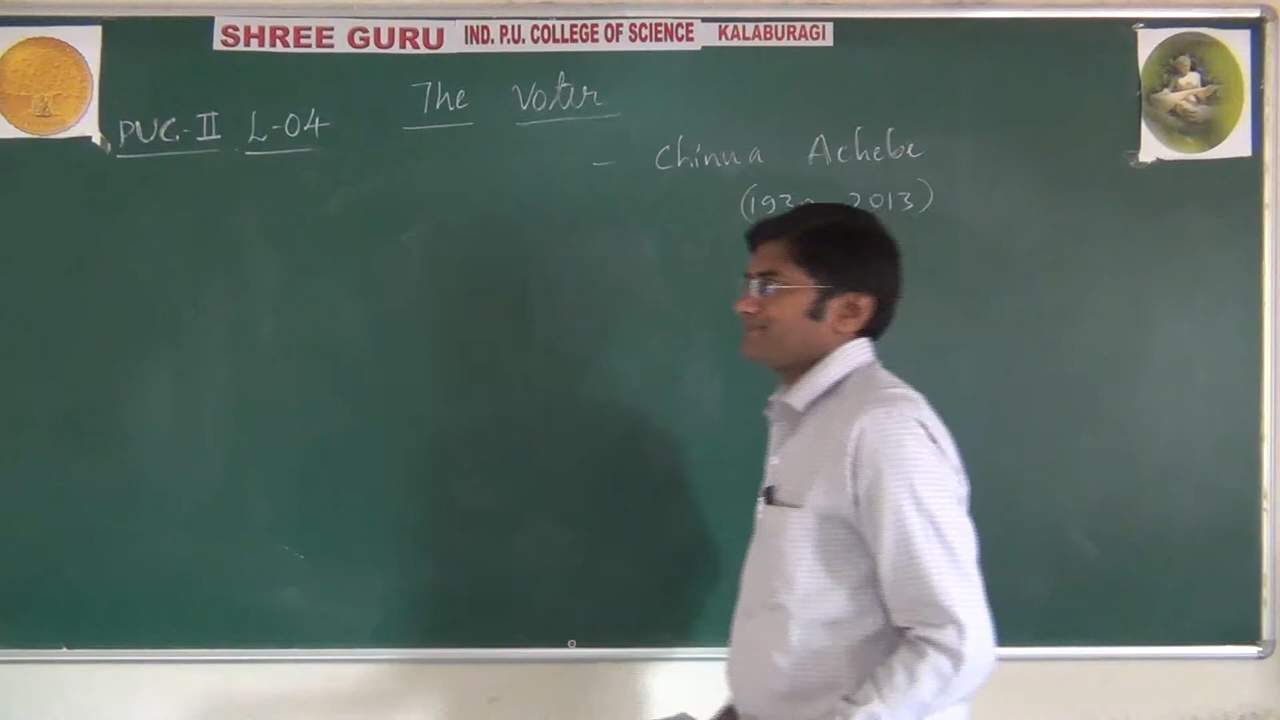 SHREE GURU IND. P.U. COLLEGE OF SCIENCE KALABURAGI
The Voter
PUC-II L-04
- Chinua Achebe
2013)